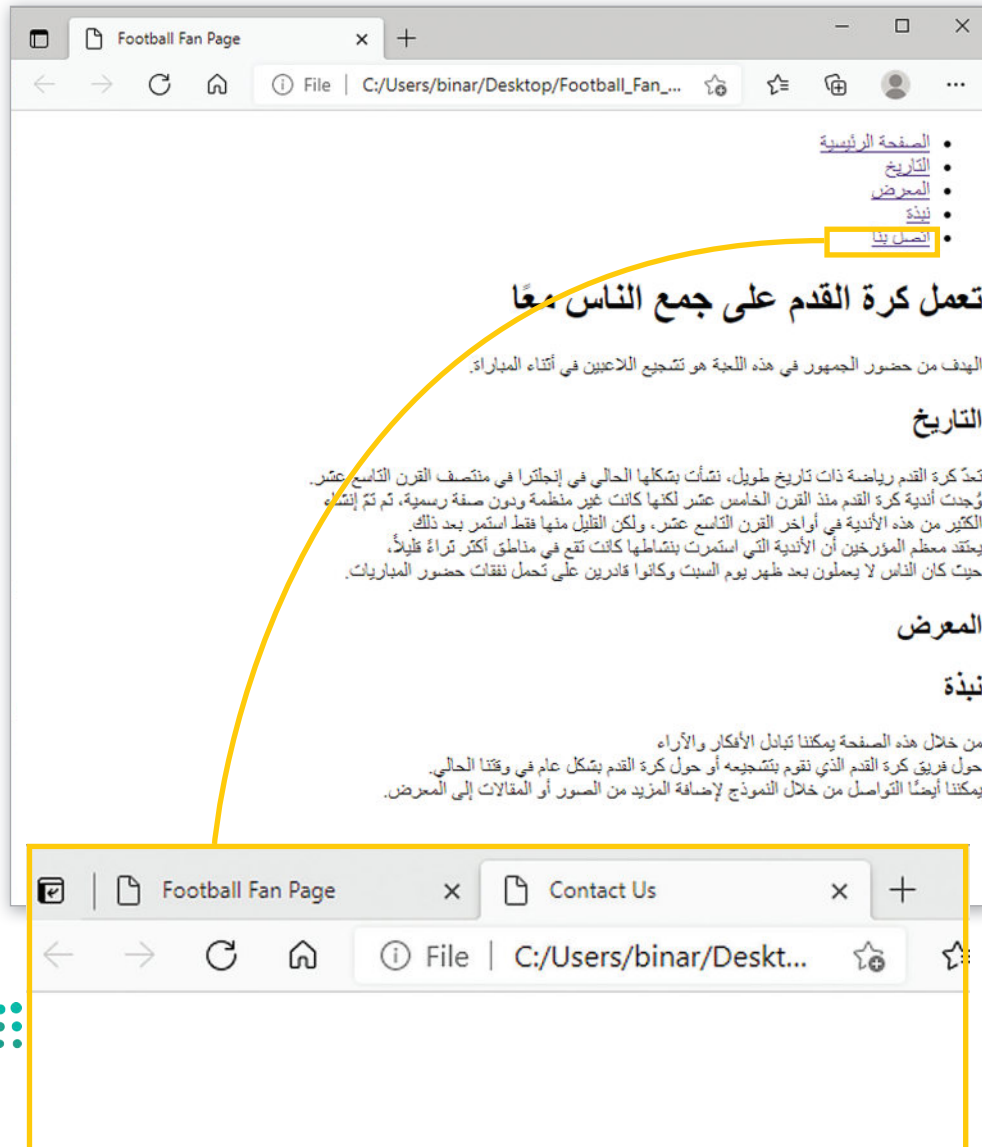 Football Fan Page
File | C:/Users/binar/Desktop/Football_Fan_...
الصفحة الرئيسية
التاريخ
المعرض
نبذة
اتصل بنا
تعمل كرة القدم على جمع الناس معًا
الهدف من حضور الجمهور في هذه اللعبة هو تشجيع اللاعبين في أثناء المباراة.
التاريخ
تعدّ كرة القدم رياضة ذات تاريخ طويل، نشأت بشكلها الحالي في إنجلترا في منتصف القرن التاسع عشر.
وُجدت أندية كرة القدم منذ القرن الخامس عشر لكنها كانت غير منظمة ودون صفة رسمية، ثم تمّ إنشاء
الكثير من هذه الأندية في أواخر القرن التاسع عشر، ولكن القليل منها فقط استمر بعد ذلك.
يعتقد معظم المؤرخين أن الأندية التي استمرت بنشاطها كانت تقع في مناطق أكثر ثراءً قليلاً،
حيث كان الناس لا يعملون بعد ظهر يوم السبت وكانوا قادرين على تحمل نفقات حضور المباريات.
المعرض
نبذة
من خلال هذه الصفحة يمكننا تبادل الأفكار والآراء
حول فريق كرة القدم الذي نقوم بتشجيعه أو حول كرة القدم بشكل عام في وقتنا الحالي.
يمكننا أيضًا التواصل من خلال النموذج لإضافة المزيد من الصور أو المقالات إلى المعرض.
Football Fan Page
Contact Us
File | C:/Users/binar/Deskt...